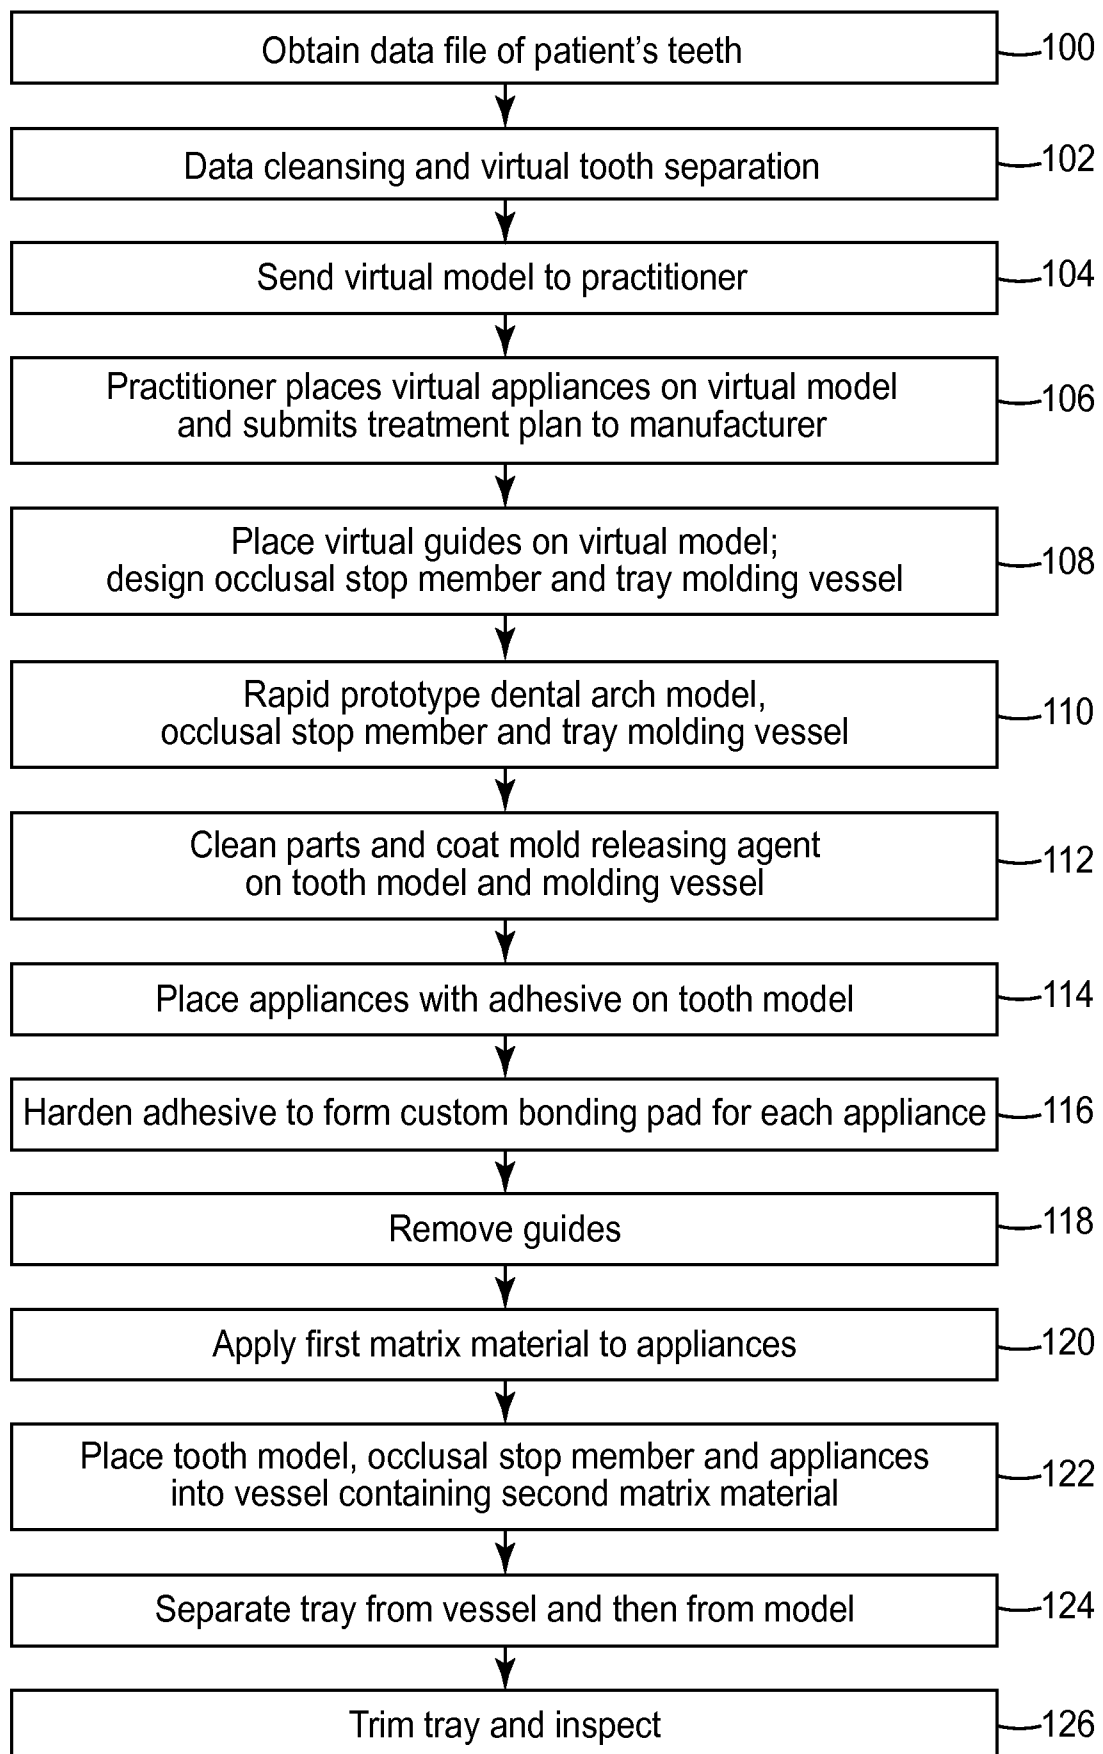 Obtain data file of patient’s teeth
100
Data cleansing and virtual tooth separation
102
Send virtual model to practitioner
104
Practitioner places virtual appliances on virtual model
and submits treatment plan to manufacturer
106
Place virtual guides on virtual model;
design occlusal stop member and tray molding vessel
108
Rapid prototype dental arch model,
occlusal stop member and tray molding vessel
110
Clean parts and coat mold releasing agent
on tooth model and molding vessel
112
Place appliances with adhesive on tooth model
114
Harden adhesive to form custom bonding pad for each appliance
116
Remove guides
118
Apply first matrix material to appliances
120
Place tooth model, occlusal stop member and appliances
into vessel containing second matrix material
122
Separate tray from vessel and then from model
124
Trim tray and inspect
126